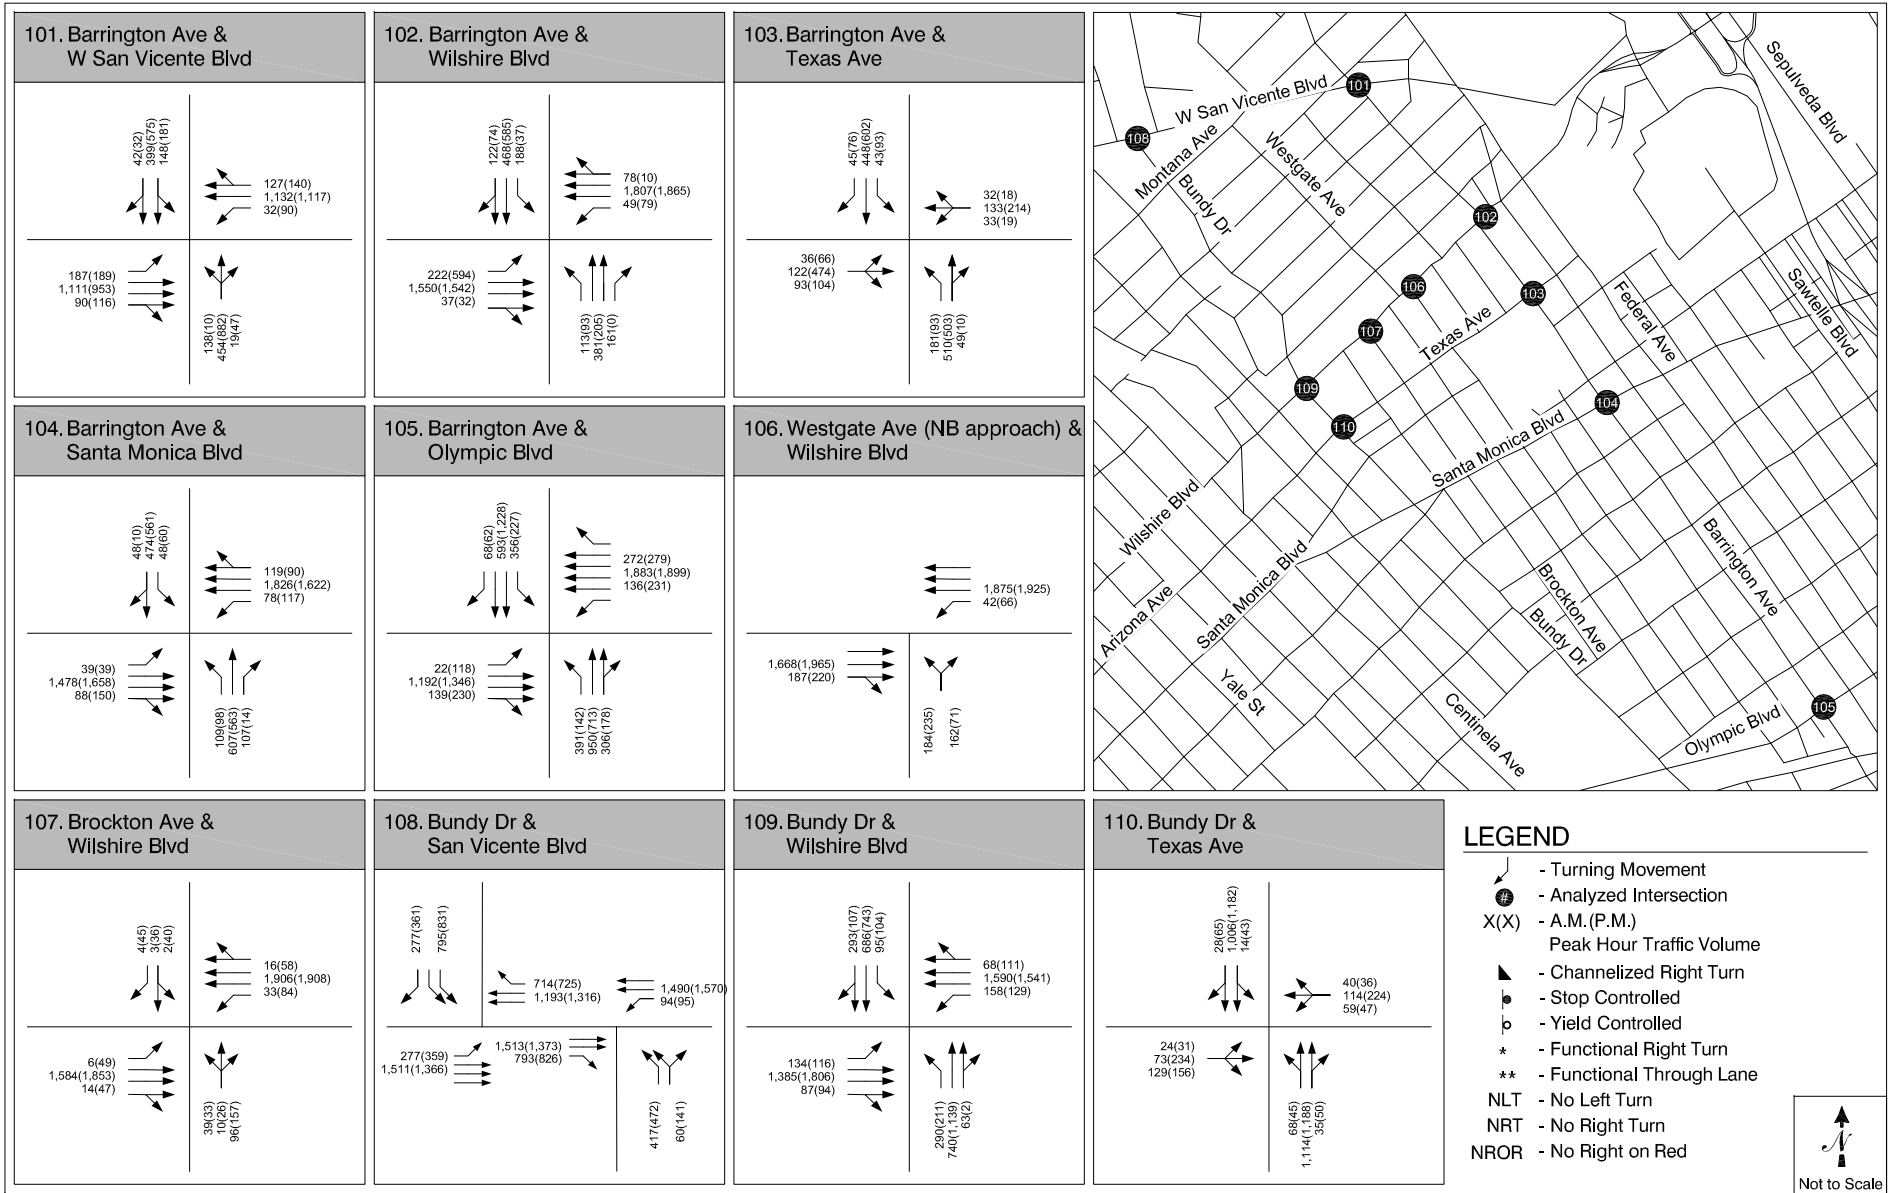 101. Barrington Ave &
W San Vicente Blvd
42(32)
399(575)
148(181)
127(140)
1,132(1,117)
32(90)
187(189)
1,111(953)
90(116)
138(10)
454(882)
19(47)
102. Barrington Ave &
Wilshire Blvd
122(74)
468(585)
188(37)
78(10)
1,807(1,865)
49(79)
222(594)
1,550(1,542)
37(32)
113(93)
381(205)
161(0)
103. Barrington Ave &
Texas Ave
45(76)
448(602)
43(93)
32(18)
133(214)
33(19)
36(66)
122(474)
93(104)
181(93)
510(503)
49(10)
104. Barrington Ave &
Santa Monica Blvd
48(10)
474(561)
48(60)
119(90)
1,826(1,622)
78(117)
39(39)
1,478(1,658)
88(150)
109(98)
607(563)
107(14)
105. Barrington Ave &
Olympic Blvd
68(62)
593(1,228)
356(227)
272(279)
1,883(1,899)
136(231)
22(118)
1,192(1,346)
139(230)
391(142)
950(713)
306(178)
106. Westgate Ave (NB approach) &
Wilshire Blvd
1,875(1,925)
42(66)
1,668(1,965)
187(220)
184(235)
162(71)
107. Brockton Ave &
Wilshire Blvd
4(45)
3(36)
2(40)
16(58)
1,906(1,908)
33(84)
6(49)
1,584(1,853)
14(47)
39(33)
10(26)
96(157)
108. Bundy Dr &
San Vicente Blvd
277(361)
795(831)
714(725)
1,193(1,316)
1,490(1,570)
94(95)
277(359)
1,511(1,366)
1,513(1,373)
793(826)
417(472)
60(141)
109. Bundy Dr &
Wilshire Blvd
293(107)
686(743)
95(104)
68(111)
1,590(1,541)
158(129)
134(116)
1,385(1,806)
87(94)
290(211)
740(1,139)
63(2)
110. Bundy Dr &
Texas Ave
28(65)
1,006(1,182)
14(43)
40(36)
114(224)
59(47)
24(31)
73(234)
129(156)
68(45)
1,114(1,188)
35(50)
W San Vicente Blvd
Sepulveda Blvd
Montana Ave
Westgate Ave
Bundy Dr
Texas Ave
Federal Ave
Sawtelle Blvd
Santa Monica Blvd
Wilshire Blvd
Arizona Ave
Santa Monica Blvd
Yale St
Centinela Ave
Brockton Ave
Bundy Dr
Barrington Ave
Olympic Blvd
101
108
102
106
103
107
109
110
104
105
LEGEND
- Turning Movement
# - Analyzed Intersection
X(X) - A.M.(P.M.)
Peak Hour Traffic Volume
- Channelized Right Turn
- Stop Controlled
- Yield Controlled
* - Functional Right Turn
** - Functional Through Lane
NLT - No Left Turn
NRT - No Right Turn
NROR - No Right on Red
N
Not to Scale